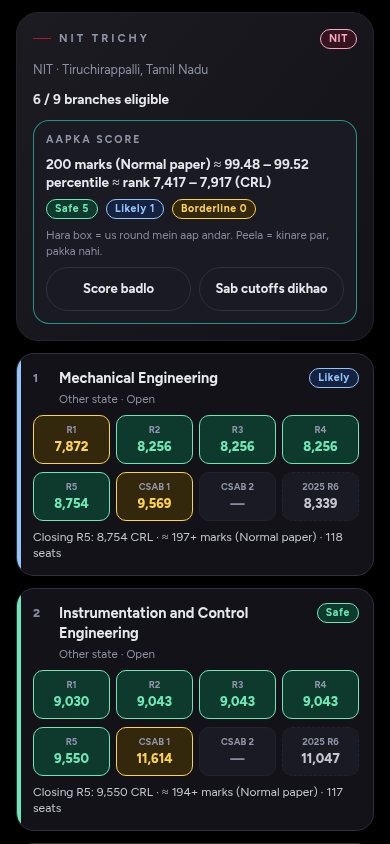 NIT TRICHY
NIT
NIT · Tiruchirappalli, Tamil Nadu
6 / 9 branches eligible
AAPKA SCORE
200 marks (Normal paper) ≈ 99.48 – 99.52
percentile ≈ rank 7,417 – 7,917 (CRL)
Safe 5 Likely 1 Borderline 0
Hara box = us round mein aap andar. Peela = kinare par,
pakka nahi.
Score badlo Sab cutoffs dikhao
1 Mechanical Engineering Likely
Other state · Open
R1 R2 R3 R4
7,872 8,256 8,256 8,256
R5 CSAB 1 CSAB 2 2025 R6
8,754 9,569 — 8,339
Closing R5: 8,754 CRL · ≈ 197+ marks (Normal paper) · 118
seats
2 Instrumentation and Control Safe
Engineering
Other state · Open
R1 R2 R3 R4
9,030 9,043 9,043 9,043
R5 CSAB 1 CSAB 2 2025 R6
9,550 11,614 — 11,047
Closing R5: 9,550 CRL · ≈ 194+ marks (Normal paper) · 117
seats